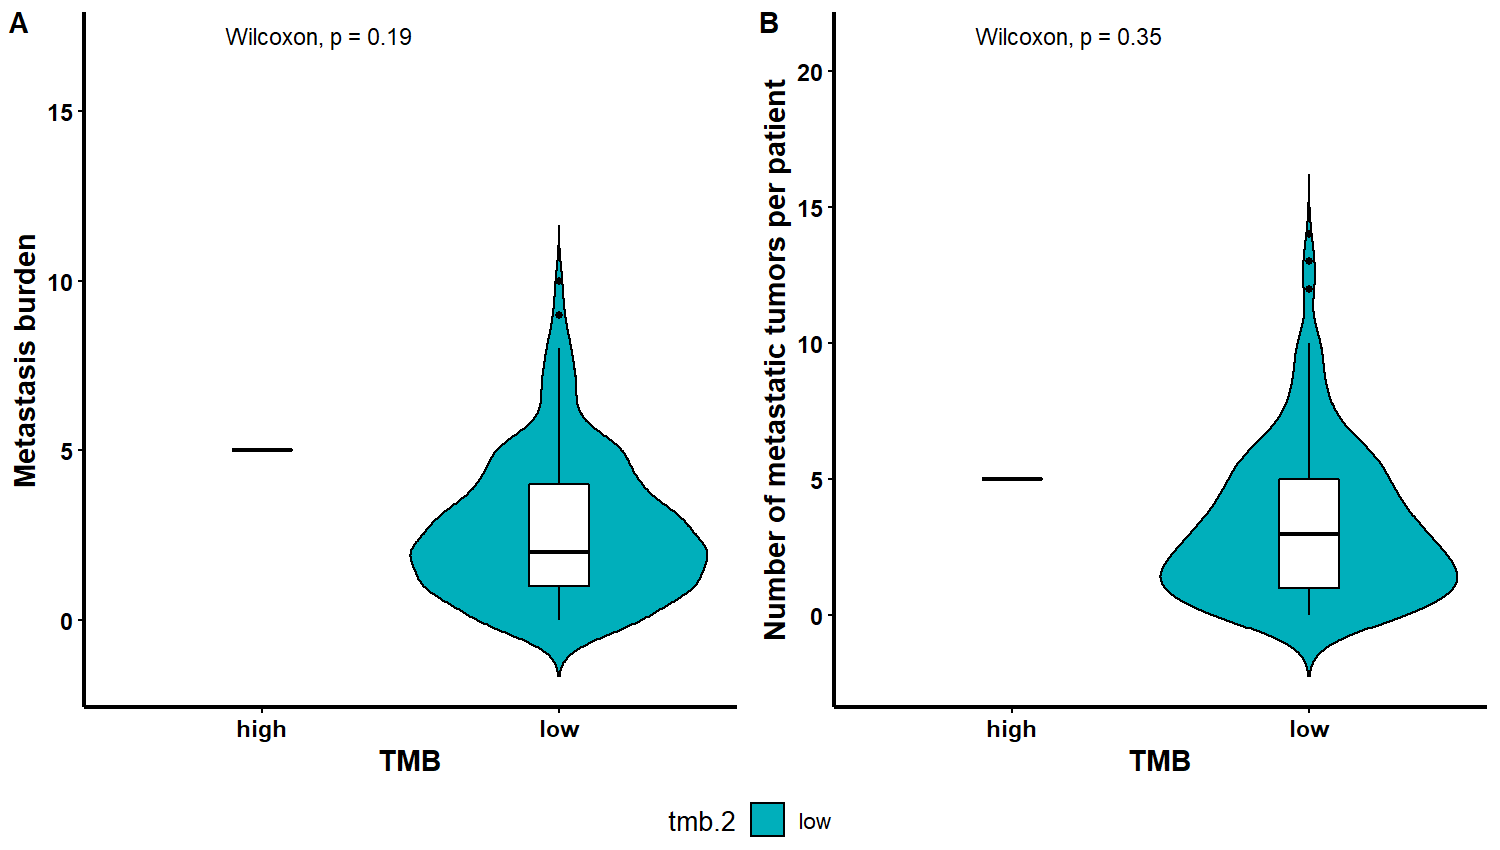 A
Wilcoxon, p = 0.19
Metastasis burden
15
10
5
0
high
low
TMB
B
Wilcoxon, p = 0.35
Number of metastatic tumors per patient
20
15
10
5
0
high
low
TMB
tmb.2
low